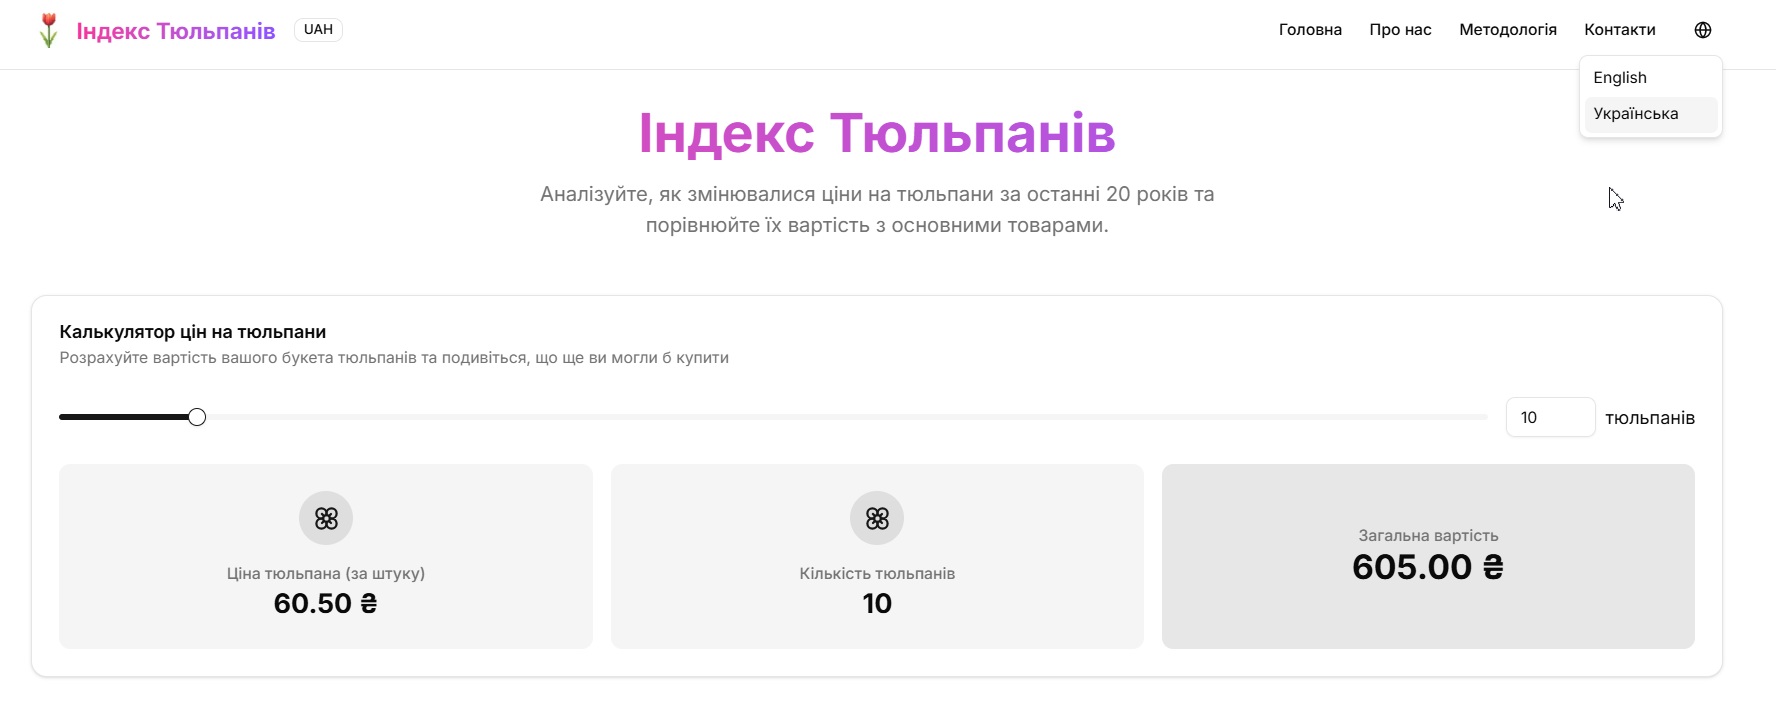 Індекс Тюльпанів
UAH
Головна
Про нас
Методологія
Контакти
English
Українська
Індекс Тюльпанів
Аналізуйте, як змінювалися ціни на тюльпани за останні 20 років та
порівнюйте їх вартість з основними товарами.
Калькулятор цін на тюльпани
Розрахуйте вартість вашого букета тюльпанів та подивіться, що ще ви могли б купити
10
тюльпанів
Ціна тюльпана (за штуку)
60.50 ₴
Кількість тюльпанів
10
Загальна вартість
605.00 ₴